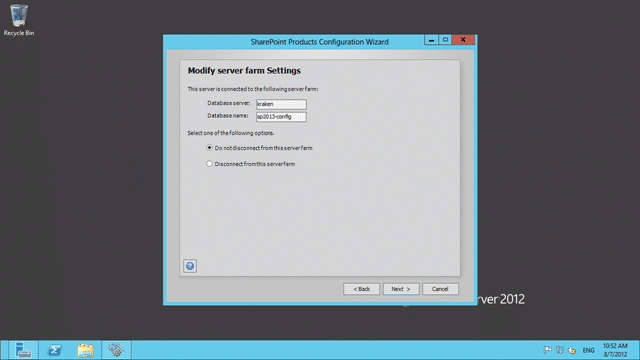 Recycle Bin
SharePoint Products Configuration Wizard
Modify server farm Settings
This server is connected to the following server farm:
Database server: kraken
Database name: sp2013-config
Select one of the following options.
Do not disconnect from this server farm
Disconnect from this server farm
< Back Next > Cancel
2012
ENG
10:52 AM
8/7/2012